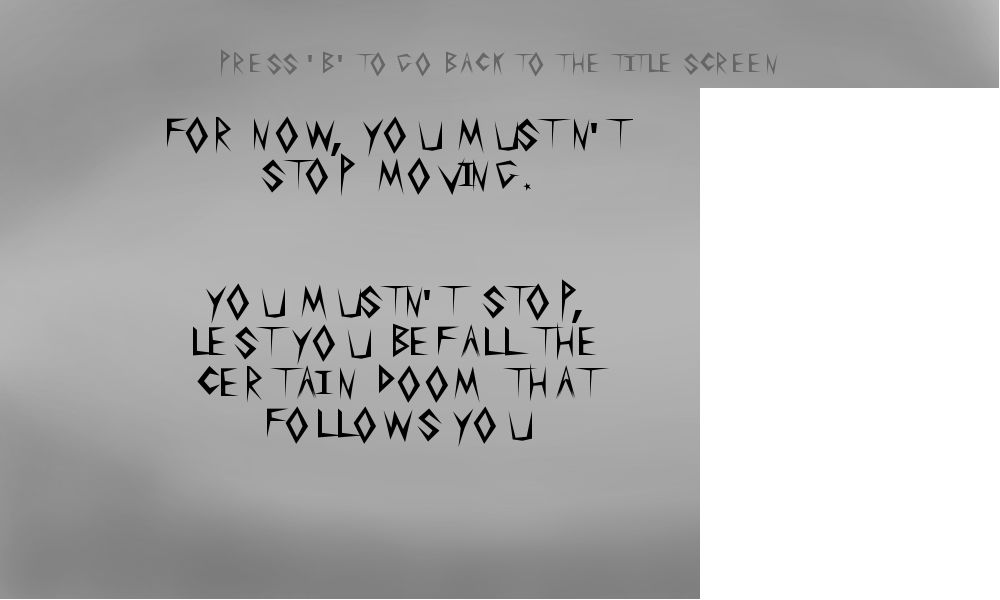 PRESS 'B' TO GO BACK TO THE TITLE SCREEN
FOR NOW, YOU MUSTN'T
STOP MOVING.
YOU MUSTN'T STOP,
LEST YOU BEFALL THE
CERTAIN DOOM THAT
FOLLOWS YOU